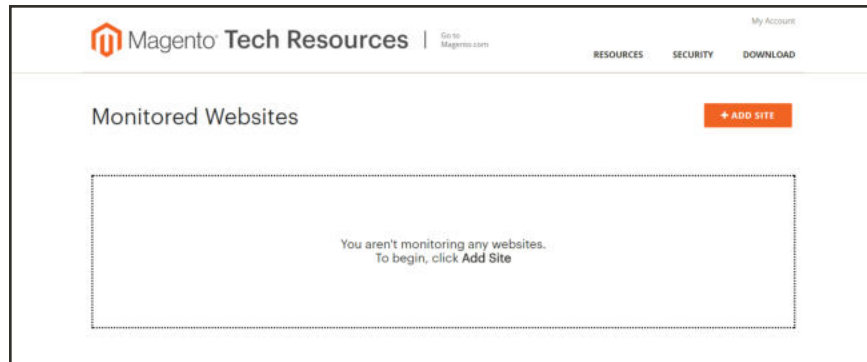 My Account
Magento Tech Resources
Go to
Magento.com
RESOURCES SECURITY DOWNLOAD
Monitored Websites
+ ADD SITE
You aren't monitoring any websites.
To begin, click Add Site